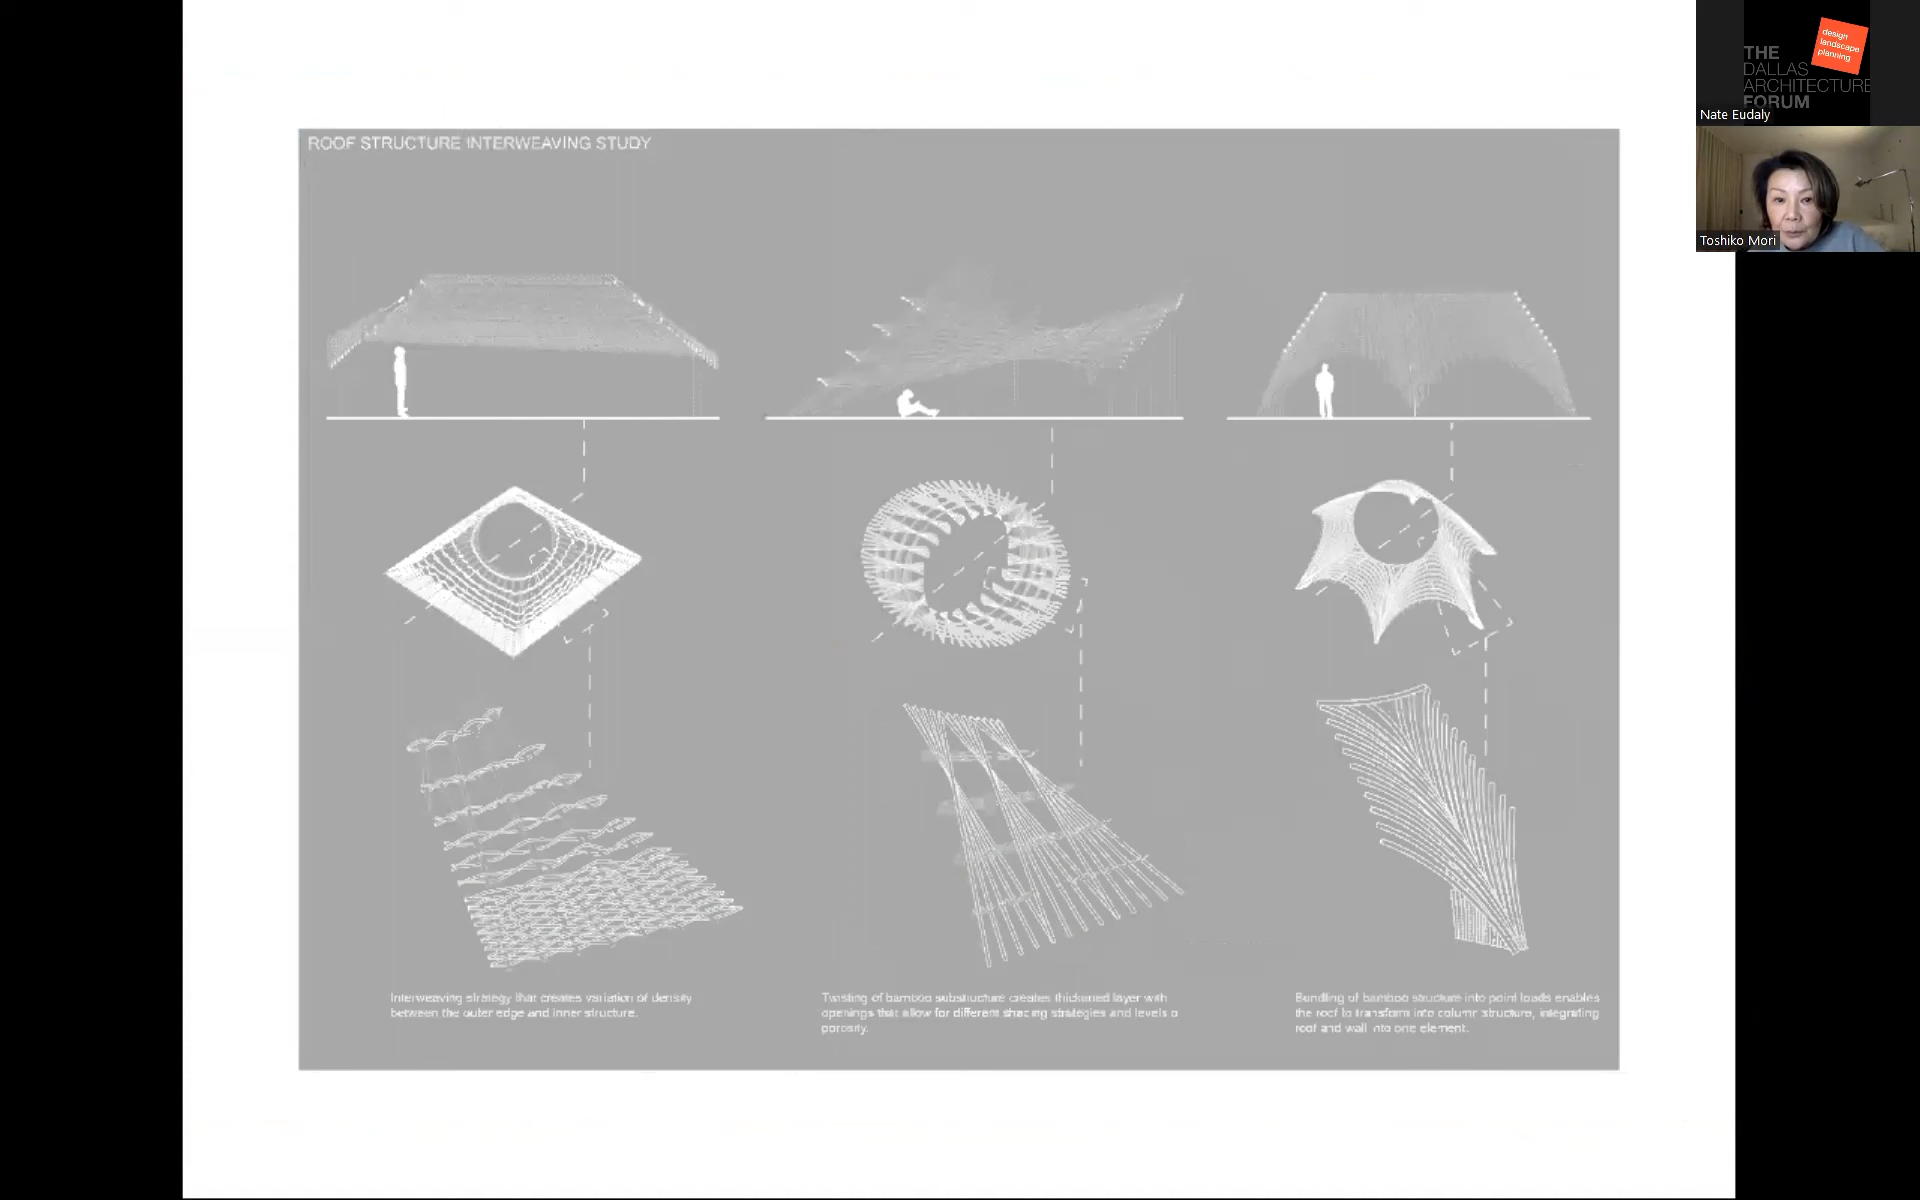 ROOF STRUCTURE INTERWEAVING STUDY
Interweaving strategy that creates variation of density
between the outer edge and inner structure.
Twisting of bamboo substructure creates thickened layer with
openings that allow for different shading strategies and levels o
porosity.
Bundling of bamboo structure into point loads enables
the roof to transform into column structure, integrating
roof and wall into one element.
design
landscape
planning
THE
DALLAS
ARCHITECTURE
FORUM
Nate Eudaly
Toshiko Mori